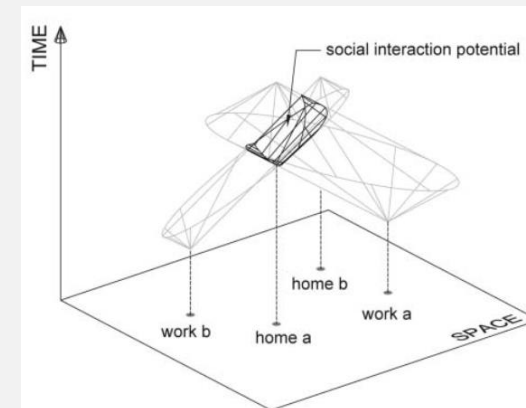 TIME
social interaction potential
home b
work a
work b
home a
SPACE